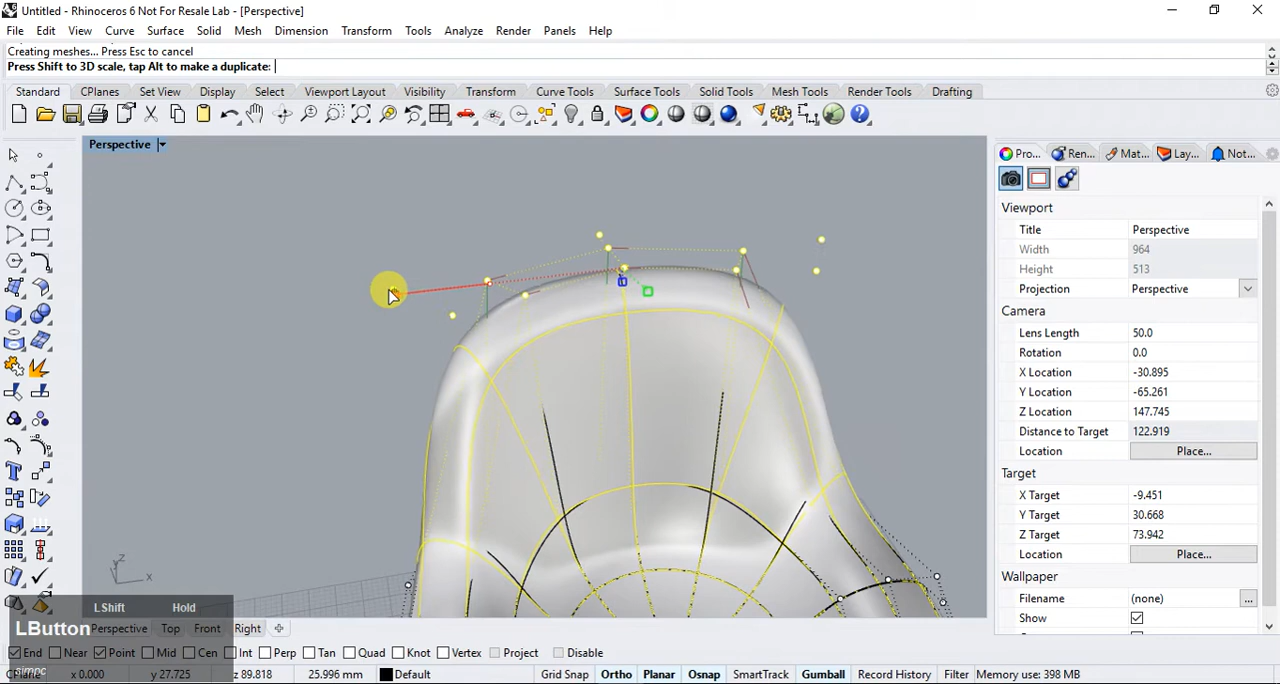 Untitled - Rhinoceros 6 Not For Resale Lab - [Perspective]
File Edit View Curve Surface Solid Mesh Dimension Transform Tools Analyze Render Panels Help
Creating meshes... Press Esc to cancel
Press Shift to 3D scale, tap Alt to make a duplicate:
Standard CPlanes Set View Display Select Viewport Layout Visibility Transform Curve Tools Surface Tools Solid Tools Mesh Tools Render Tools Drafting
Perspective
Pro... Ren... Mat... Lay... Not...
Viewport
Title Perspective
Width 964
Height 513
Projection Perspective
Camera
Lens Length 50.0
Rotation 0.0
X Location -30.895
Y Location -65.261
Z Location 147.745
Distance to Target 122.919
Location Place...
Target
X Target -9.451
Y Target 30.668
Z Target 73.942
Location Place...
Wallpaper
Filename (none) ...
Show
z
x
LShift Hold
LButton
Perspective Top Front Right
End Near Point Mid Cen Int Perp Tan Quad Knot Vertex Project Disable
CPlane x 0.000 y 27.725 z 89.818 25.996 mm Default Grid Snap Ortho Planar Osnap SmartTrack Gumball Record History Filter Memory use: 398 MB